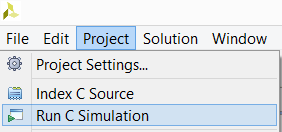 File Edit Project Solution Window
Project Settings...
Index C Source
Run C Simulation